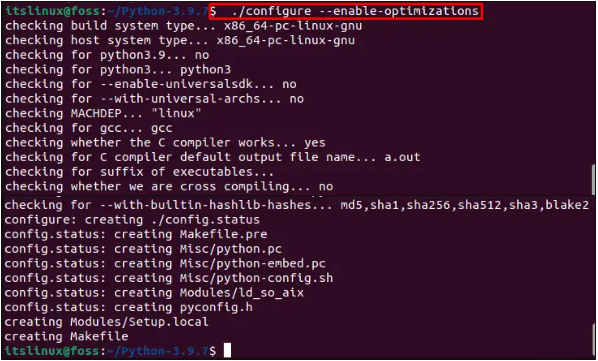 itslinux@foss:~/Python-3.9.7$ ./configure --enable-optimizations
checking build system type... x86_64-pc-linux-gnu
checking host system type... x86_64-pc-linux-gnu
checking for python3.9... no
checking for python3... python3
checking for --enable-universalsdk... no
checking for --with-universal-archs... no
checking MACHDEP... "linux"
checking for gcc... gcc
checking whether the C compiler works... yes
checking for C compiler default output file name... a.out
checking for suffix of executables...
checking whether we are cross compiling... no
checking for --with-builtin-hashlib-hashes... md5,sha1,sha256,sha512,sha3,blake2
configure: creating ./config.status
config.status: creating Makefile.pre
config.status: creating Misc/python.pc
config.status: creating Misc/python-embed.pc
config.status: creating Misc/python-config.sh
config.status: creating Modules/ld_so_aix
config.status: creating pyconfig.h
creating Modules/Setup.local
creating Makefile
itslinux@foss:~/Python-3.9.7$